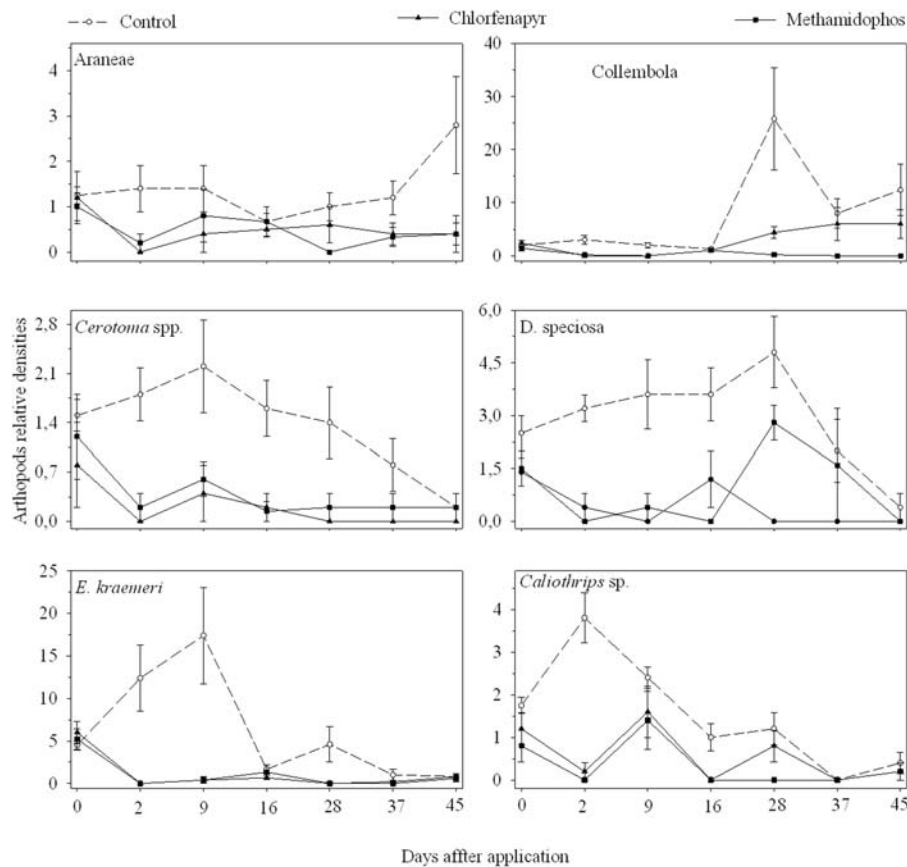 Control Chlorfenapyr Methamidophos
Araneae
4
3
2
1
0
Collembola
40
30
20
10
0
Arthopods relative densities
Cerotoma spp.
2,8
2,1
1,4
0,7
0,0
D. speciosa
6,0
4,5
3,0
1,5
0,0
E. kraemeri
25
20
15
10
5
0
Caliothrips sp.
4
3
2
1
0
0 2 9 16 28 37 45
0 2 9 16 28 37 45
Days affter application